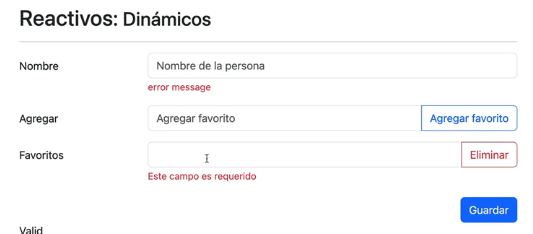 Reactivos: Dinámicos
Nombre
Nombre de la persona
error message
Agregar
Agregar favorito
Agregar favorito
Favoritos
Eliminar
Este campo es requerido
Guardar
Valid